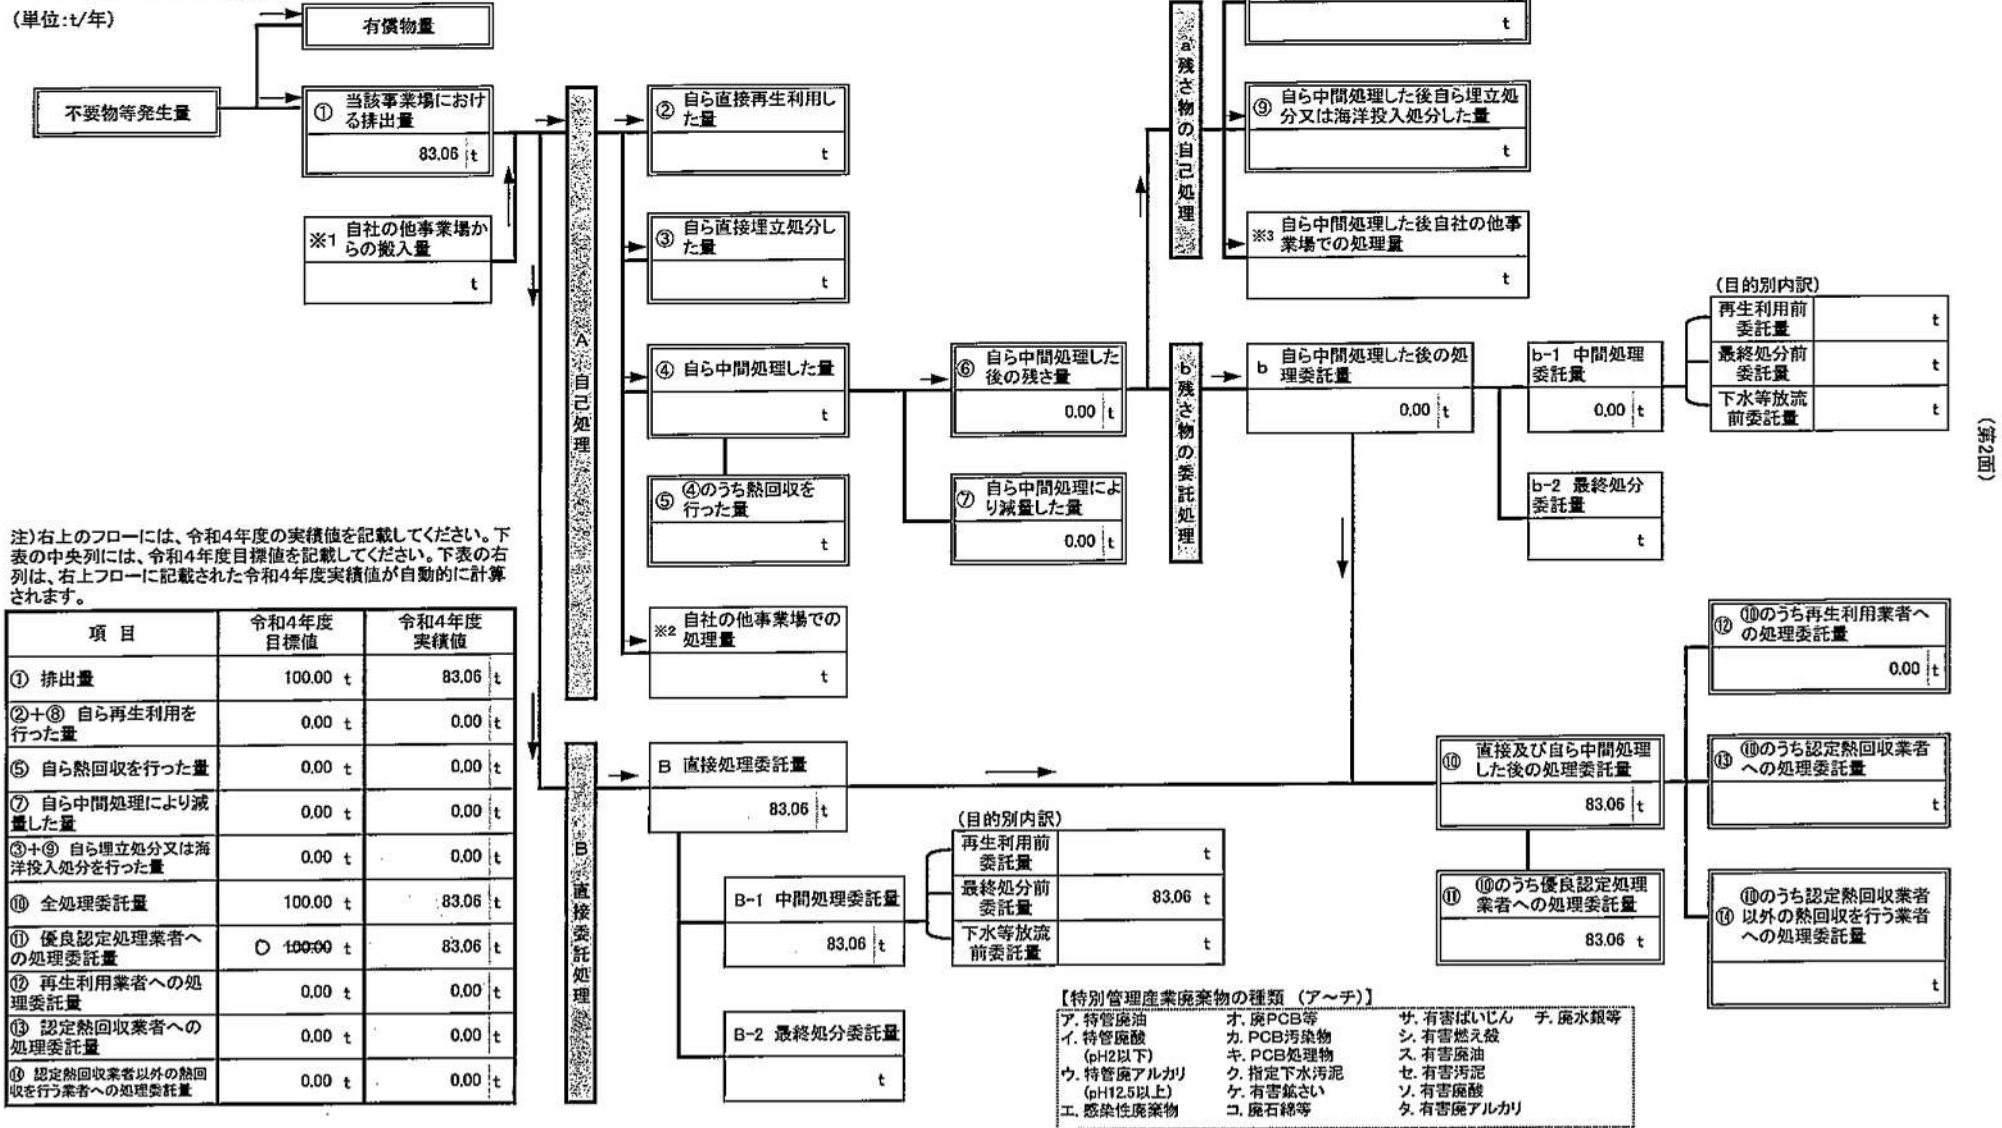 (単位:t/年)
有償物量
不要物等発生量
① 当該事業場におけ
る排出量
83.06 t
※1 自社の他事業場か
らの搬入量
t
A 自己処理
② 自ら直接再生利用し
た量
t
③ 自ら直接埋立処分し
た量
t
④ 自ら中間処理した量
t
⑤ ④のうち熱回収を
行った量
t
※2 自社の他事業場での
処理量
t
⑥ 自ら中間処理した
後の残さ量
0.00 t
⑦ 自ら中間処理によ
り減量した量
0.00 t
a 残さ物の自己処理
t
⑨ 自ら中間処理した後自ら埋立処
分又は海洋投入処分した量
t
※3 自ら中間処理した後自社の他事
業場での処理量
t
b 残さ物の委託処理
b 自ら中間処理した後の処
理委託量
0.00 t
b-1 中間処理
委託量
0.00 t
b-2 最終処分
委託量
t
(目的別内訳)
再生利用前
委託量 t
最終処分前
委託量 t
下水等放流
前委託量 t
(第2面)
注)右上のフローには、令和4年度の実績値を記載してください。下
表の中央列には、令和4年度目標値を記載してください。下表の右
列は、右上フローに記載された令和4年度実績値が自動的に計算
されます。
項 目 令和4年度 目標値 令和4年度 実績値
① 排出量 100.00 t 83.06 t
②+⑧ 自ら再生利用を
行った量 0.00 t 0.00 t
⑤ 自ら熱回収を行った量 0.00 t 0.00 t
⑦ 自ら中間処理により減
量した量 0.00 t 0.00 t
③+⑨ 自ら埋立処分又は海
洋投入処分を行った量 0.00 t 0.00 t
⑩ 全処理委託量 100.00 t 83.06 t
⑪ 優良認定処理業者へ
の処理委託量 0 100.00 t 83.06 t
⑫ 再生利用業者への処
理委託量 0.00 t 0.00 t
⑬ 認定熱回収業者への
処理委託量 0.00 t 0.00 t
⑭ 認定熱回収業者以外の熱回
収を行う業者への処理委託量 0.00 t 0.00 t
B 直接委託処理
B 直接処理委託量
83.06 t
B-1 中間処理委託量
83.06 t
B-2 最終処分委託量
t
(目的別内訳)
再生利用前
委託量 t
最終処分前
委託量 83.06 t
下水等放流
前委託量 t
⑩ 直接及び自ら中間処理
した後の処理委託量
83.06 t
⑪ ⑩のうち優良認定処理
業者への処理委託量
83.06 t
⑫ ⑩のうち再生利用業者へ
の処理委託量
0.00 t
⑬ ⑩のうち認定熱回収業者
への処理委託量
t
⑭ ⑩のうち認定熱回収業者
以外の熱回収を行う業者
への処理委託量
t
【特別管理産業廃棄物の種類 (ア~チ)】
ア. 特管廃油 オ. 廃PCB等 サ. 有害ばいじん チ. 廃水銀等
イ. 特管廃酸 カ. PCB汚染物 シ. 有害燃え殻
(pH2以下) キ. PCB処理物 ス. 有害廃油
ウ. 特管廃アルカリ ク. 指定下水汚泥 セ. 有害汚泥
(pH12.5以上) ケ. 有害鉱さい ソ. 有害廃酸
エ. 感染性廃棄物 コ. 廃石綿等 タ. 有害廃アルカリ